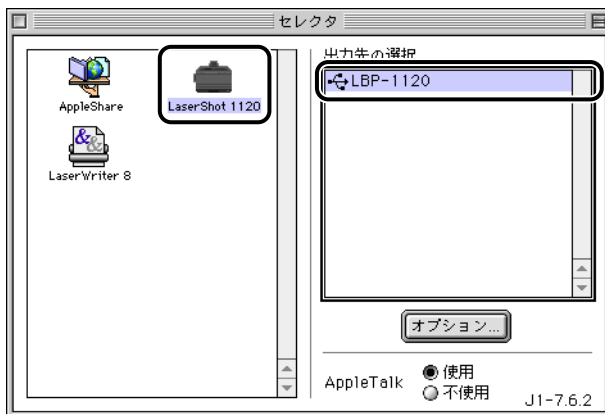 セレクタ
AppleShare
LaserShot 1120
LaserWriter 8
出力先の選択
LBP-1120
オプション...
AppleTalk
使用
不使用
J1-7.6.2